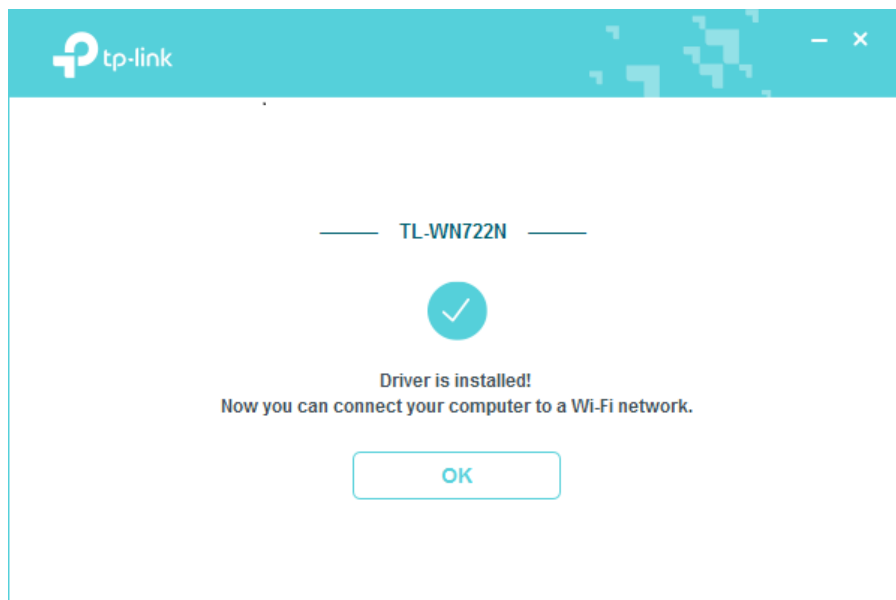 tp-link
TL-WN722N
Driver is installed!
Now you can connect your computer to a Wi-Fi network.
OK